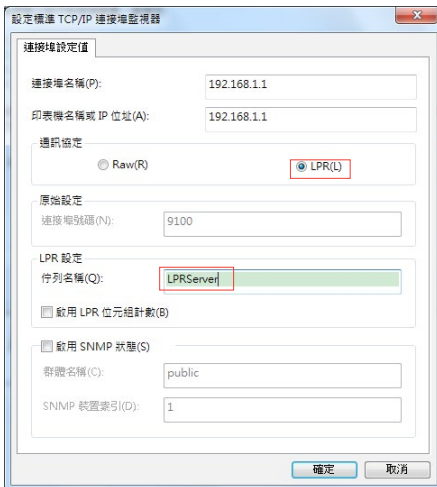 設定標準 TCP/IP 連接埠監視器
連接埠設定值
連接埠名稱(P): 192.168.1.1
印表機名稱或 IP 位址(A): 192.168.1.1
通訊協定
Raw(R) LPR(L)
原始設定
連接埠號碼(N): 9100
LPR 設定
佇列名稱(Q): LPRServer
啟用 LPR 位元組計數(B)
啟用 SNMP 狀態(S)
群體名稱(C): public
SNMP 裝置索引(D): 1
確定 取消